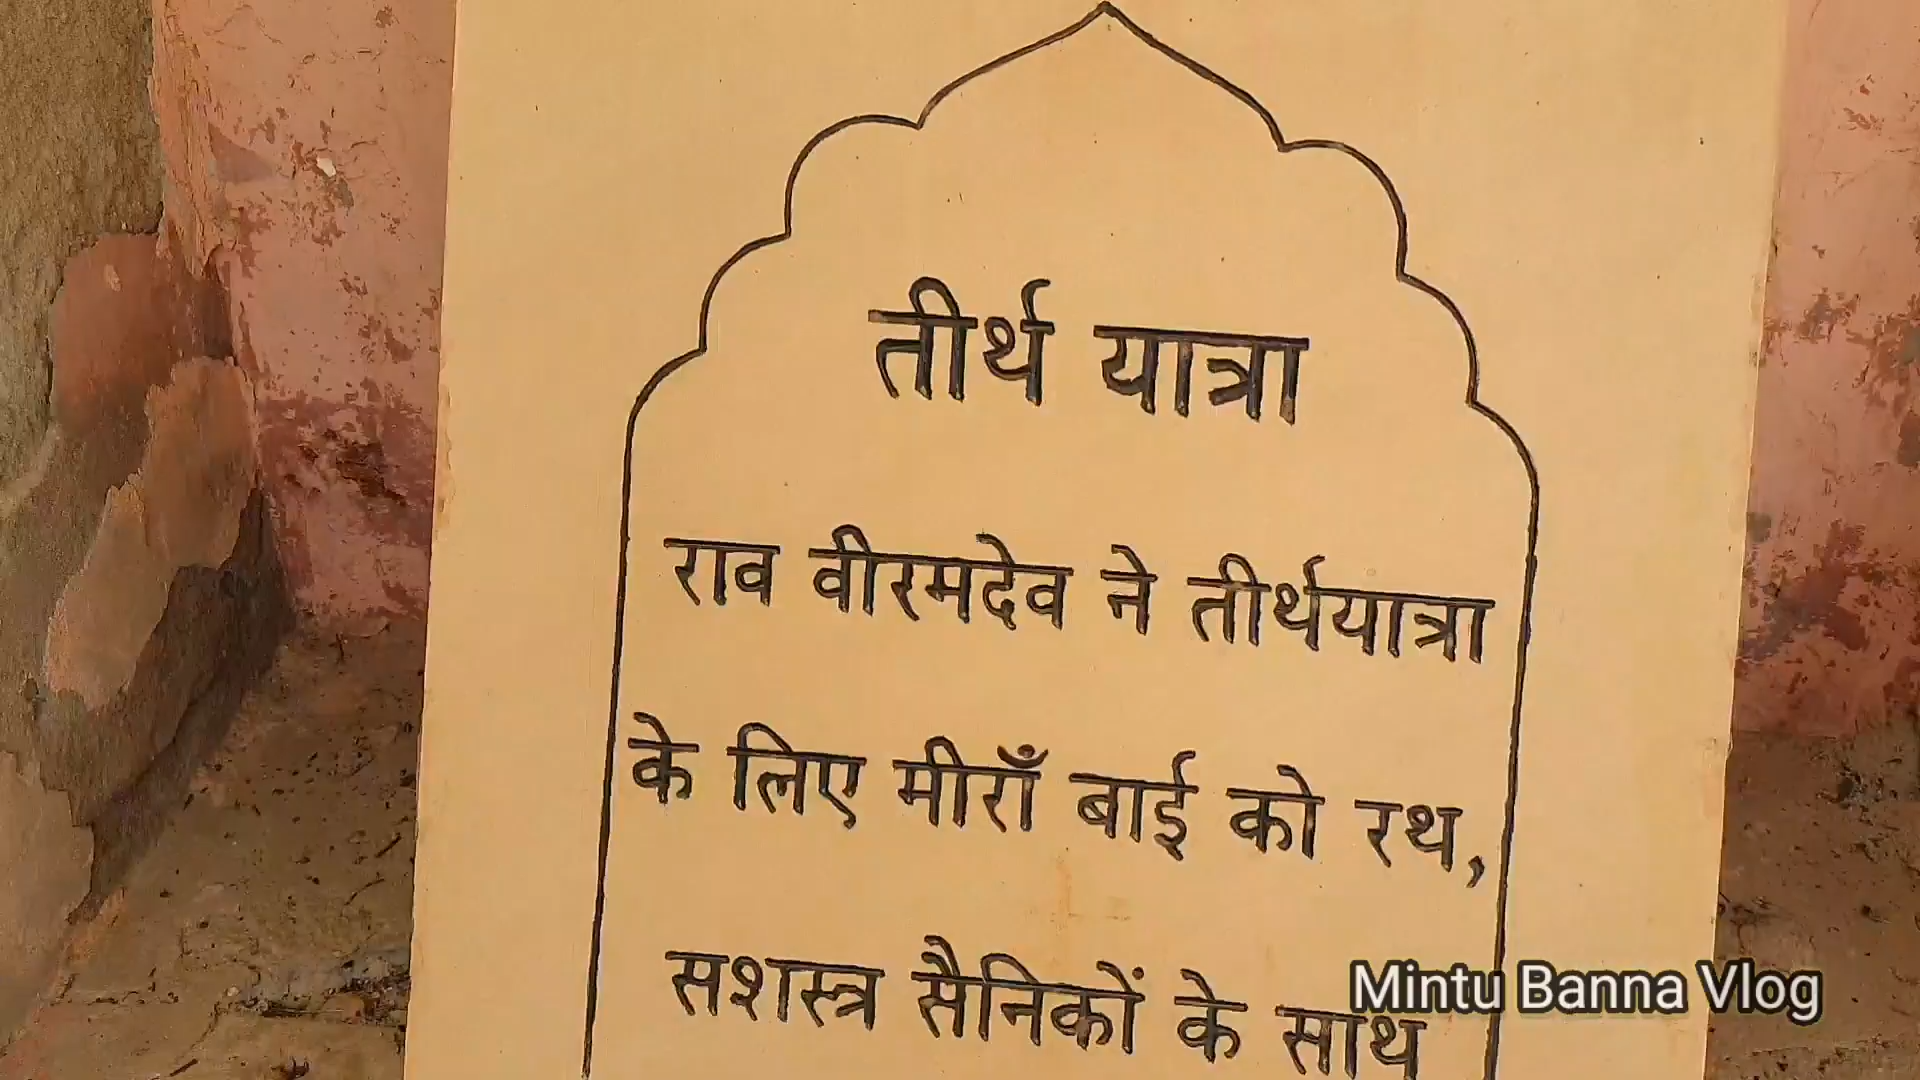 तीर्थ यात्रा
राव वीरमदेव ने तीर्थयात्रा
के लिए मीराँ बाई को रथ,
सशस्त्र सैनिकों के साथ
Mintu Banna Vlog